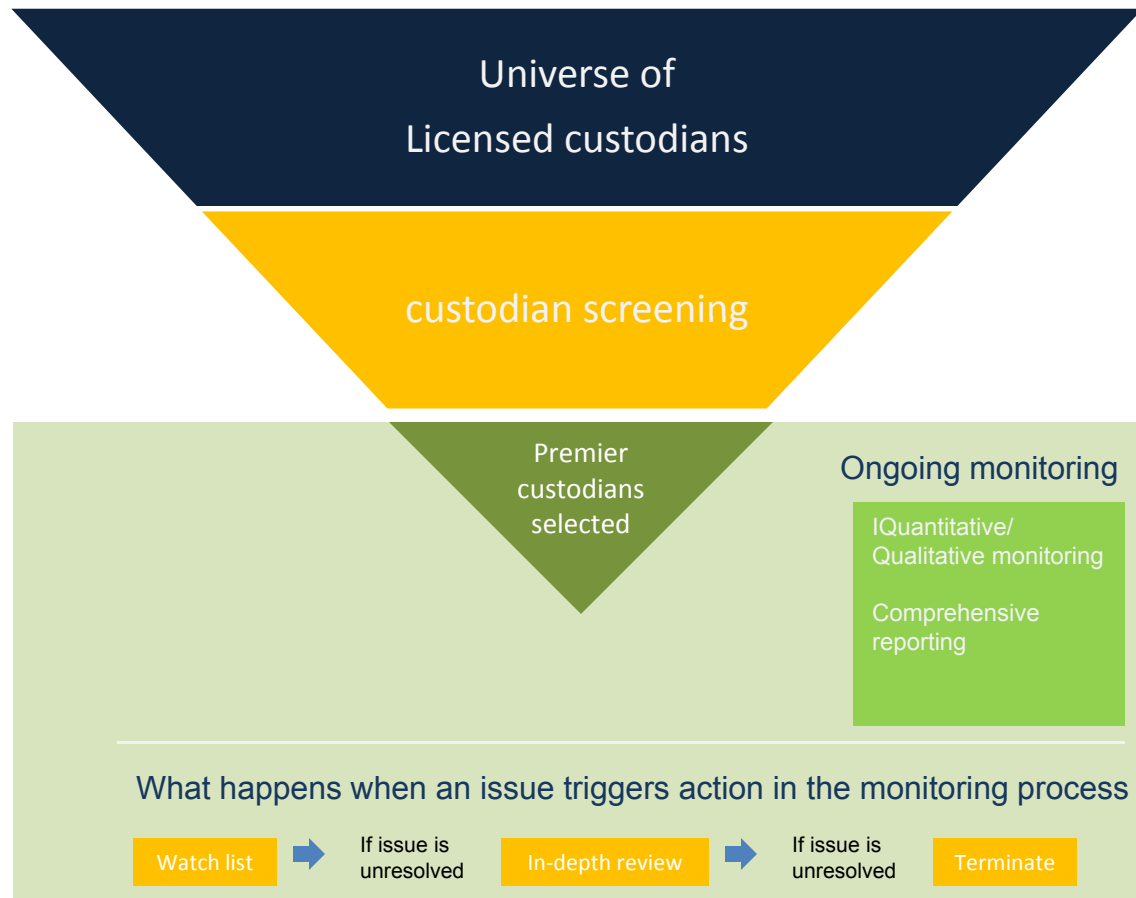 Universe of
Licensed custodians
custodian screening
Premier
custodians
selected
Ongoing monitoring
IQuantitative/
Qualitative monitoring
Comprehensive
reporting
What happens when an issue triggers action in the monitoring process
Watch list
If issue is
unresolved
In-depth review
If issue is
unresolved
Terminate